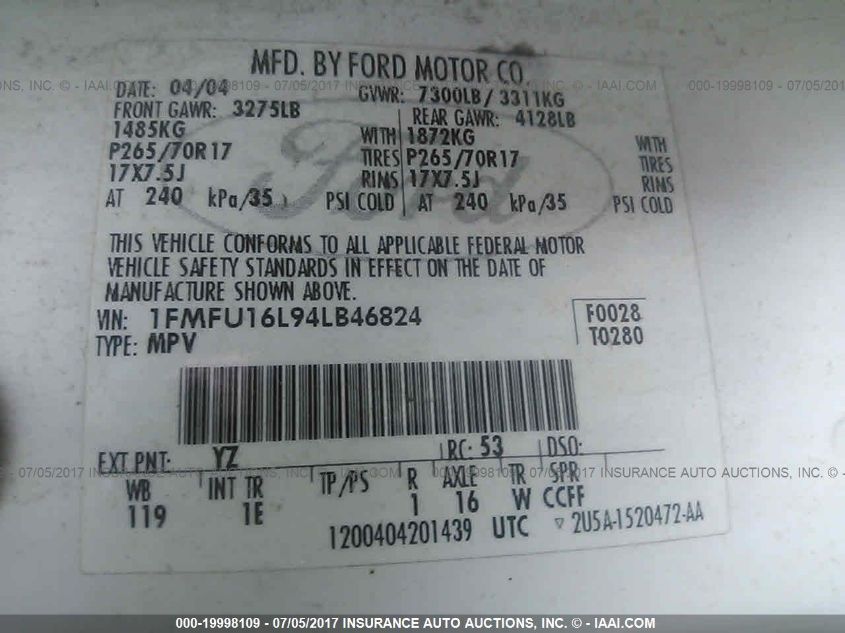 MFD. BY FORD MOTOR CO.
DATE: 04/04 GVWR: 7300LB/ 3311KG
FRONT GAWR: 3275LB REAR GAWR: 4128LB
1485KG WITH 1872KG WITH
P265/70R17 TIRES P265/70R17 TIRES
17X7.5J RIMS 17X7.5J RIMS
AT 240 kPa/35 PSI COLD AT 240 kPa/35 PSI COLD
Ford
THIS VEHICLE CONFORMS TO ALL APPLICABLE FEDERAL MOTOR
VEHICLE SAFETY STANDARDS IN EFFECT ON THE DATE OF
MANUFACTURE SHOWN ABOVE.
VIN: 1FMFU16L94LB46824 F0028
TYPE: MPV T0280
EXT PNT: YZ RC: 53 DSO:
WB INT TR TP/PS R AXLE TR SPR
119 1E 1 16 W CCFF
1200404201439 UTC ▽ 2U5A-1520472-AA
000-19998109 - 07/05/2017 INSURANCE AUTO AUCTIONS, INC. - IAAI.COM